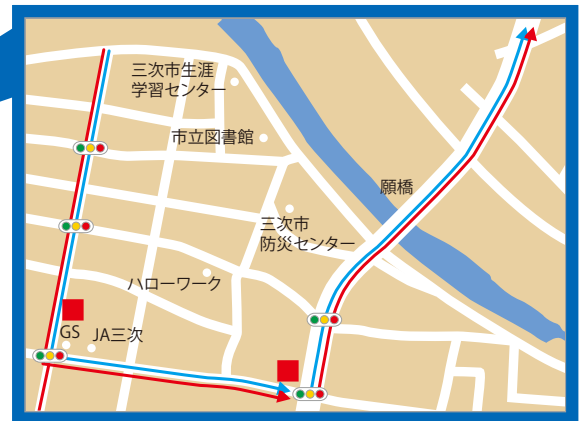 三次市生涯
学習センター
市立図書館
願橋
三次市
防災センター
ハローワーク
GS
JA三次